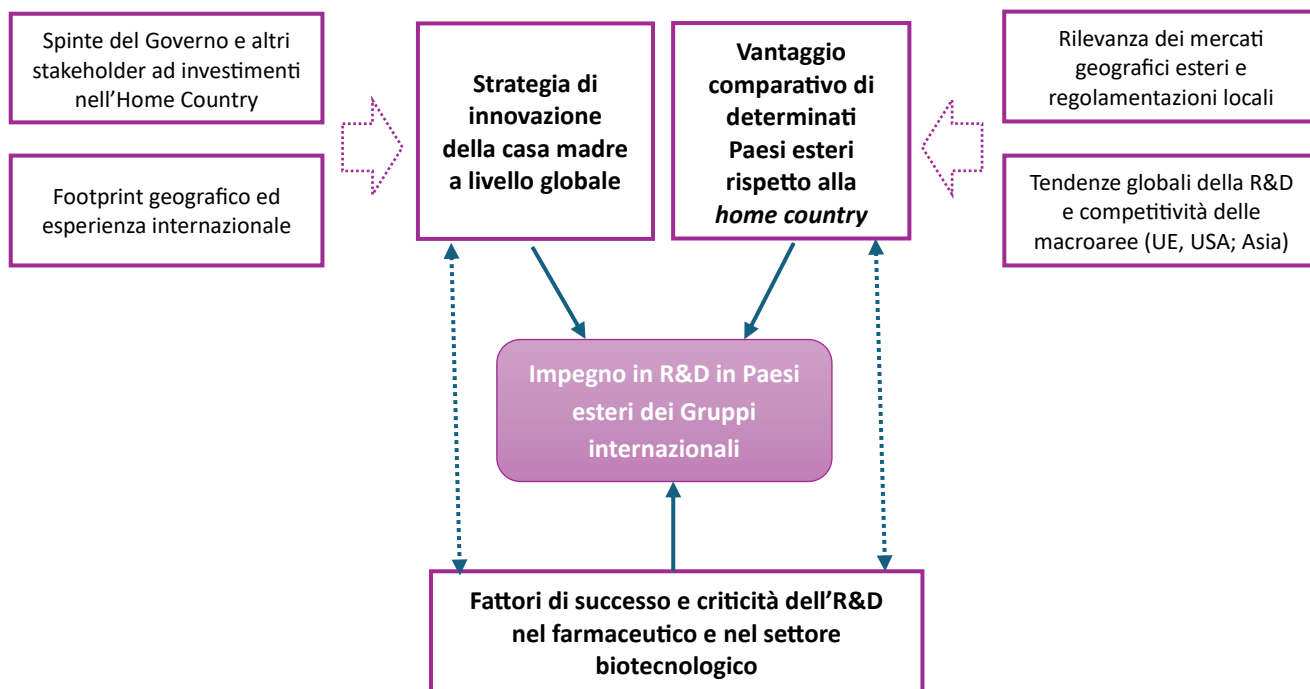 Spinte del Governo e altri
stakeholder ad investimenti
nell'Home Country
Footprint geografico ed
esperienza internazionale
Strategia di
innovazione
della casa madre
a livello globale
Vantaggio
comparativo di
determinati
Paesi esteri
rispetto alla
home country
Rilevanza dei mercati
geografici esteri e
regolamentazioni locali
Tendenze globali della R&D
e competitività delle
macroaree (UE, USA; Asia)
Impegno in R&D in Paesi
esteri dei Gruppi
internazionali
Fattori di successo e criticità dell'R&D
nel farmaceutico e nel settore
biotecnologico